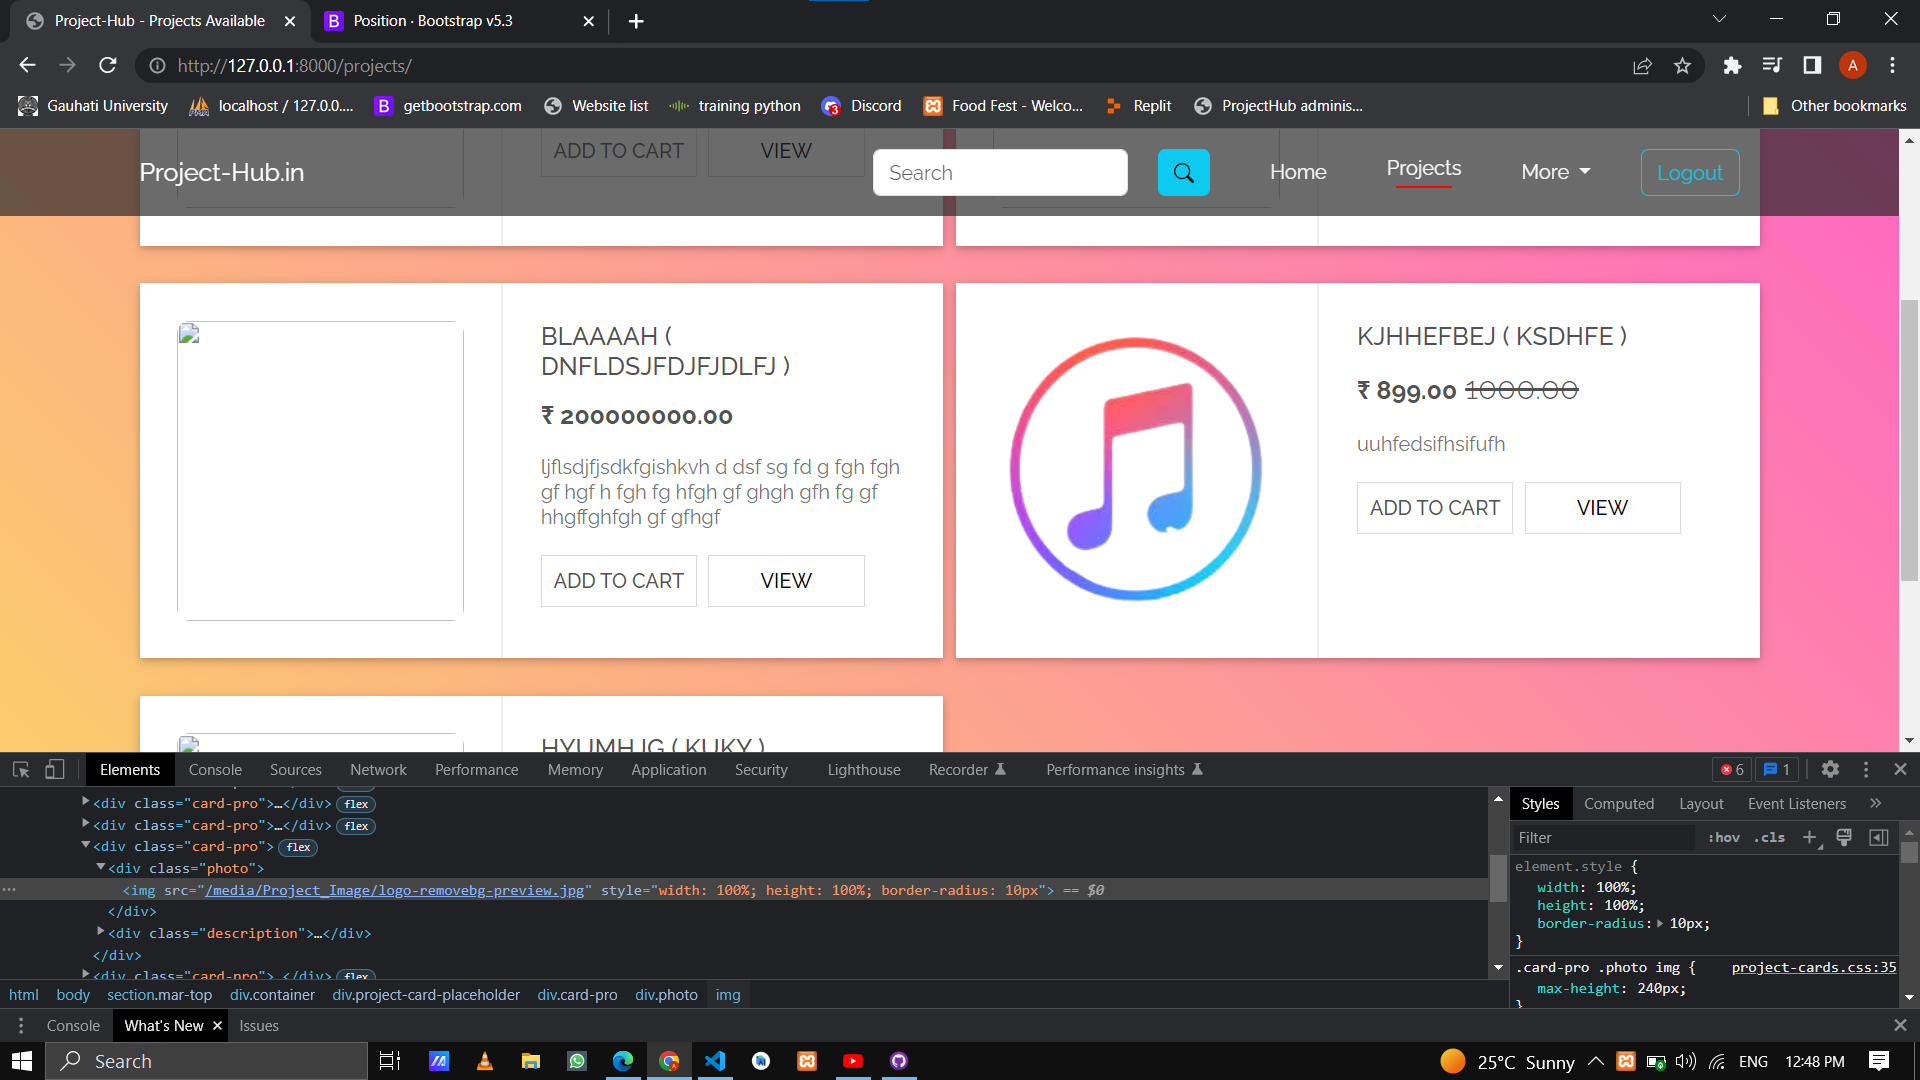 Project-Hub - Projects Available
Position · Bootstrap v5.3
http://127.0.0.1:8000/projects/
A
Gauhati University
localhost / 127.0.0....
getbootstrap.com
Website list
training python
Discord
Food Fest - Welco...
Replit
ProjectHub adminis...
Other bookmarks
ADD TO CART
VIEW
Project-Hub.in
Search
Home
Projects
More
Logout
BLAAAAH (
DNFLDSJFDJFJDLFJ )
₹ 200000000.00
ljflsdjfjsdkfgishkvh d dsf sg fd g fgh fgh
gf hgf h fgh fg hfgh gf ghgh gfh fg gf
hhgffghfgh gf gfhgf
ADD TO CART
VIEW
KJHHEFBEJ ( KSDHFE )
₹ 899.00 1000.00
uuhfedsifhsifufh
ADD TO CART
VIEW
HYUMHJG ( KUKY )
Elements
Console
Sources
Network
Performance
Memory
Application
Security
Lighthouse
Recorder
Performance insights
6
1
<div class="card-pro">…</div> flex
<div class="card-pro">…</div> flex
<div class="card-pro"> flex
<div class="photo">
<img src="/media/Project_Image/logo-removebg-preview.jpg" style="width: 100%; height: 100%; border-radius: 10px"> == $0
</div>
<div class="description">…</div>
</div>
<div class="card-pro">…</div> flex
Styles
Computed
Layout
Event Listeners
Filter
:hov
.cls
element.style {
width: 100%;
height: 100%;
border-radius: 10px;
}
.card-pro .photo img {
project-cards.css:35
max-height: 240px;
}
html
body
section.mar-top
div.container
div.project-card-placeholder
div.card-pro
div.photo
img
Console
What's New
Issues
Search
25°C Sunny
ENG
12:48 PM